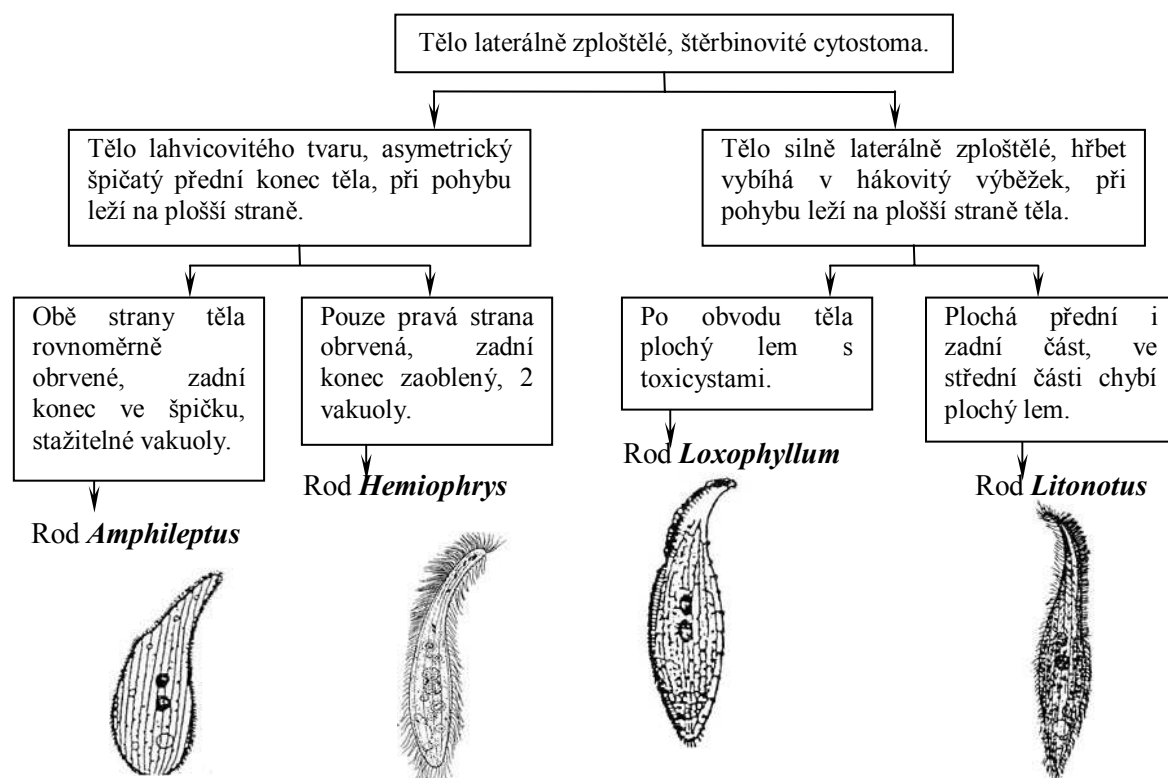 Tělo laterálně zploštělé, štěrbinovité cytostoma.
Tělo lahvicovitého tvaru, asymetrický
špičatý přední konec těla, při pohybu
leží na plošší straně.
Tělo silně laterálně zploštělé, hřbet
vybíhá v hákovitý výběžek, při
pohybu leží na plošší straně těla.
Obě strany těla
rovnoměrně
obrvené, zadní
konec ve špičku,
stažitelné vakuoly.
Pouze pravá strana
obrvená, zadní
konec zaoblený, 2
vakuoly.
Po obvodu těla
plochý lem s
toxicystami.
Plochá přední i
zadní část, ve
střední části chybí
plochý lem.
Rod Amphileptus
Rod Hemiophrys
Rod Loxophyllum
Rod Litonotus